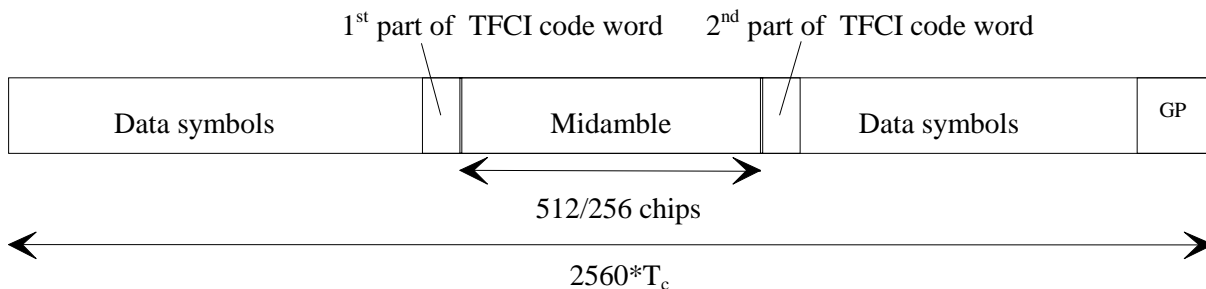 1st part of TFCI code word
2nd part of TFCI code word
Data symbols
Midamble
Data symbols
GP
512/256 chips
2560*Tc